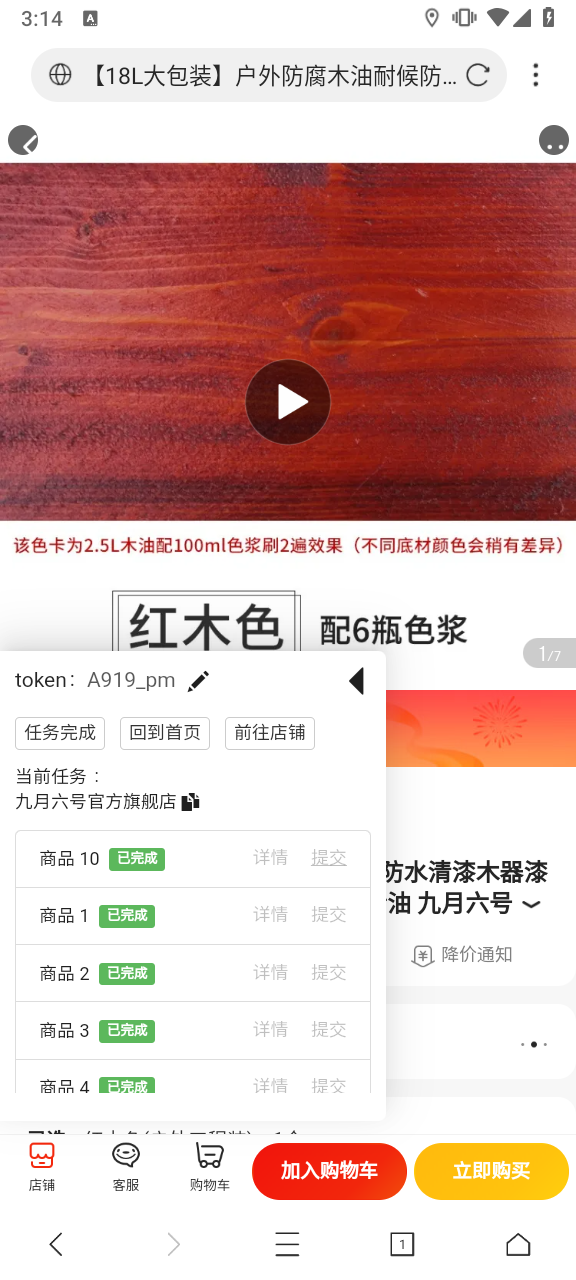 3:14
A
【18L大包装】户外防腐木油耐候防…
该色卡为2.5L木油配100ml色浆刷2遍效果（不同底材颜色会稍有差异）
红木色 配6瓶色浆
1/7
token： A919_pm
任务完成 回到首页 前往店铺
当前任务：
九月六号官方旗舰店
商品 10 已完成 详情 提交
商品 1 已完成 详情 提交
商品 2 已完成 详情 提交
商品 3 已完成 详情 提交
商品 4 已完成 详情 提交
防水清漆木器漆
油 九月六号
降价通知
店铺 客服 购物车 加入购物车 立即购买
1